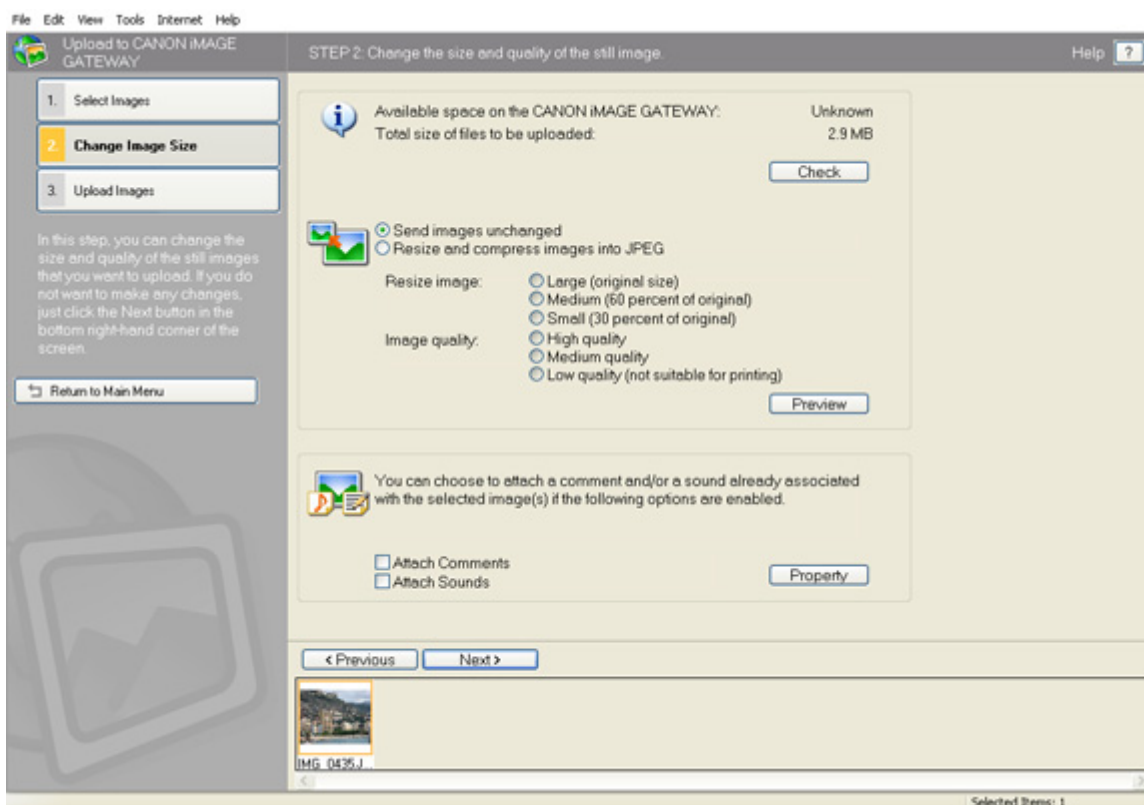 File Edit View Tools Internet Help
Upload to CANON iMAGE
GATEWAY
STEP 2: Change the size and quality of the still image.
Help ?
1. Select Images
2. Change Image Size
3. Upload Images
In this step, you can change the
size and quality of the still images
that you want to upload. If you do
not want to make any changes,
just click the Next button in the
bottom right-hand corner of the
screen.
Return to Main Menu
Available space on the CANON iMAGE GATEWAY: Unknown
Total size of files to be uploaded: 2.9 MB
Check
Send images unchanged
Resize and compress images into JPEG
Resize image: Large (original size)
Medium (60 percent of original)
Small (30 percent of original)
Image quality: High quality
Medium quality
Low quality (not suitable for printing)
Preview
You can choose to attach a comment and/or a sound already associated
with the selected image(s) if the following options are enabled.
Attach Comments
Attach Sounds
Property
< Previous Next >
IMG_0435.J...
Selected Items: 1